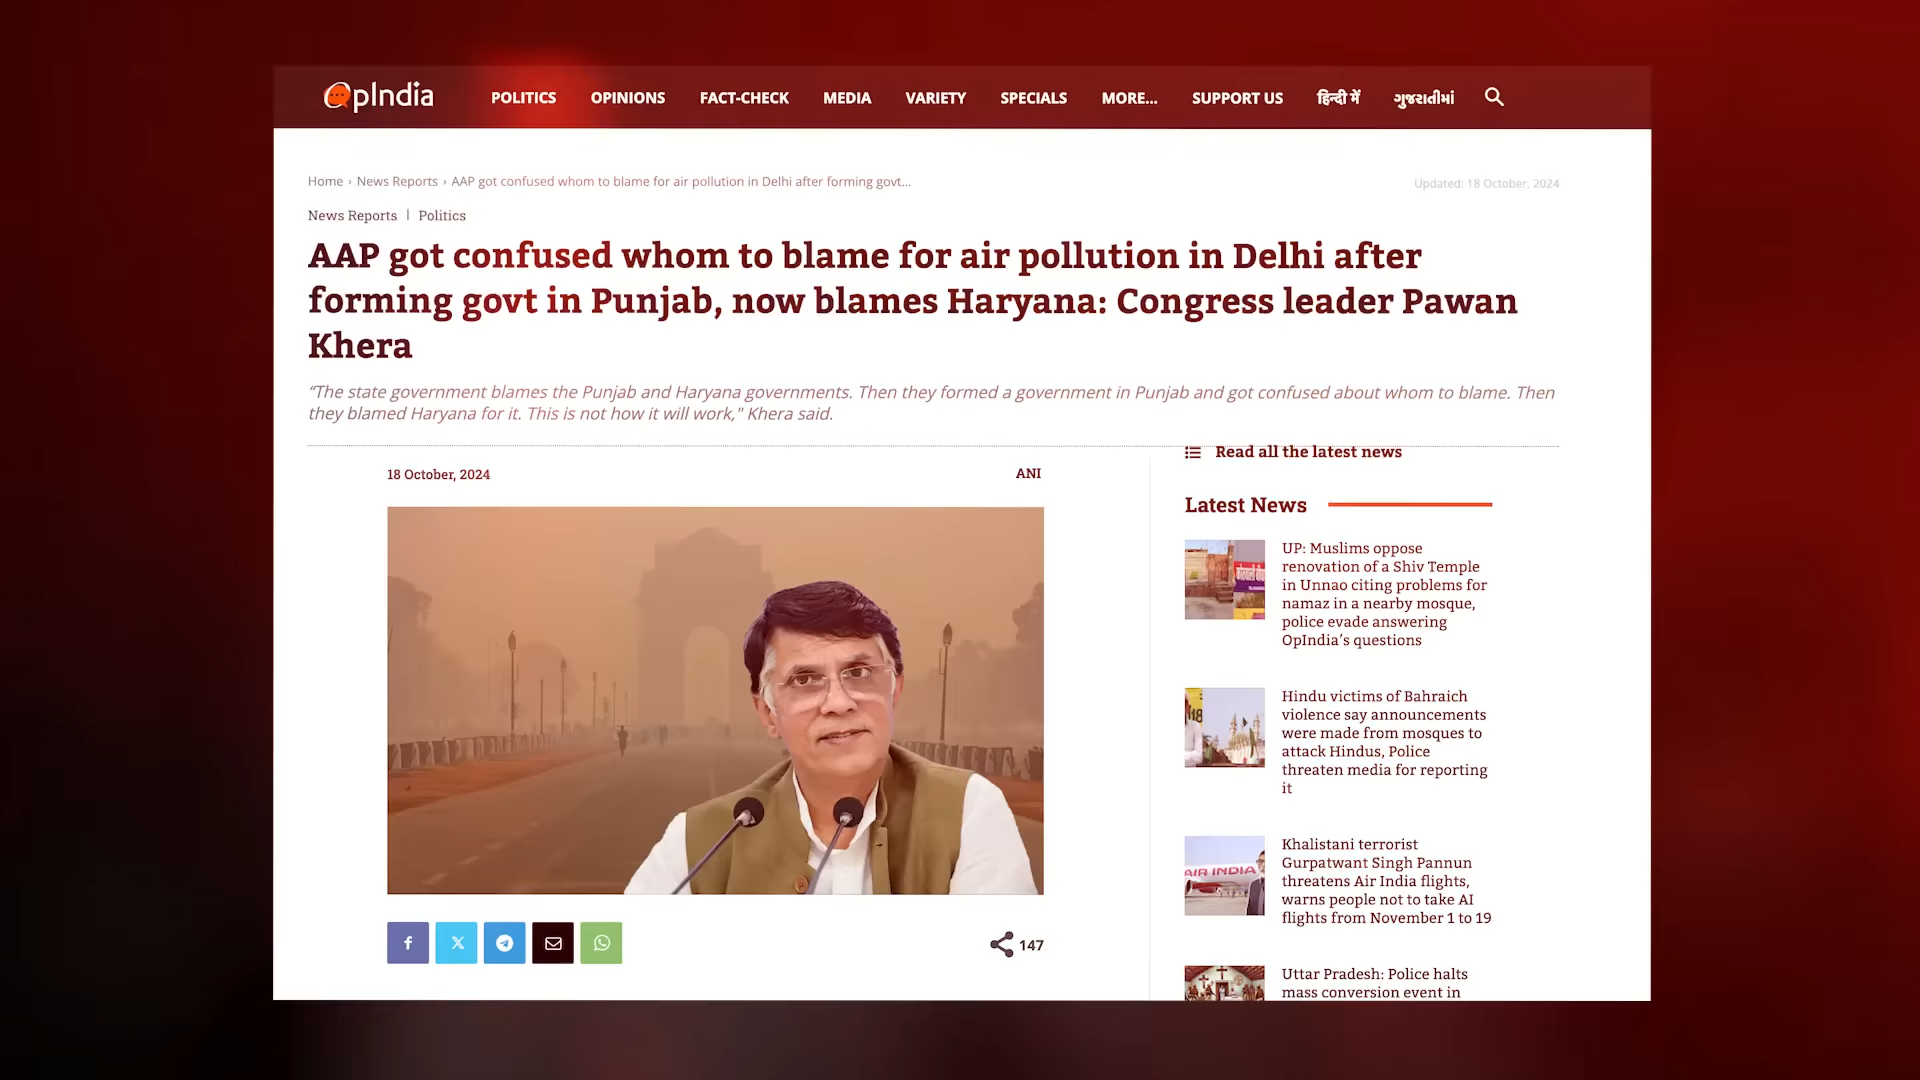 OpIndia
POLITICS
OPINIONS
FACT-CHECK
MEDIA
VARIETY
SPECIALS
MORE...
SUPPORT US
हिन्दी में
ગુજરાતીમાં
Home › News Reports › AAP got confused whom to blame for air pollution in Delhi after forming govt...
Updated: 18 October, 2024
News Reports | Politics
AAP got confused whom to blame for air pollution in Delhi after
forming govt in Punjab, now blames Haryana: Congress leader Pawan
Khera
“The state government blames the Punjab and Haryana governments. Then they formed a government in Punjab and got confused about whom to blame. Then
they blamed Haryana for it. This is not how it will work," Khera said.
18 October, 2024
ANI
147
Read all the latest news
Latest News
UP: Muslims oppose
renovation of a Shiv Temple
in Unnao citing problems for
namaz in a nearby mosque,
police evade answering
OpIndia’s questions
Hindu victims of Bahraich
violence say announcements
were made from mosques to
attack Hindus, Police
threaten media for reporting
it
AIR INDIA
Khalistani terrorist
Gurpatwant Singh Pannun
threatens Air India flights,
warns people not to take AI
flights from November 1 to 19
Uttar Pradesh: Police halts
mass conversion event in